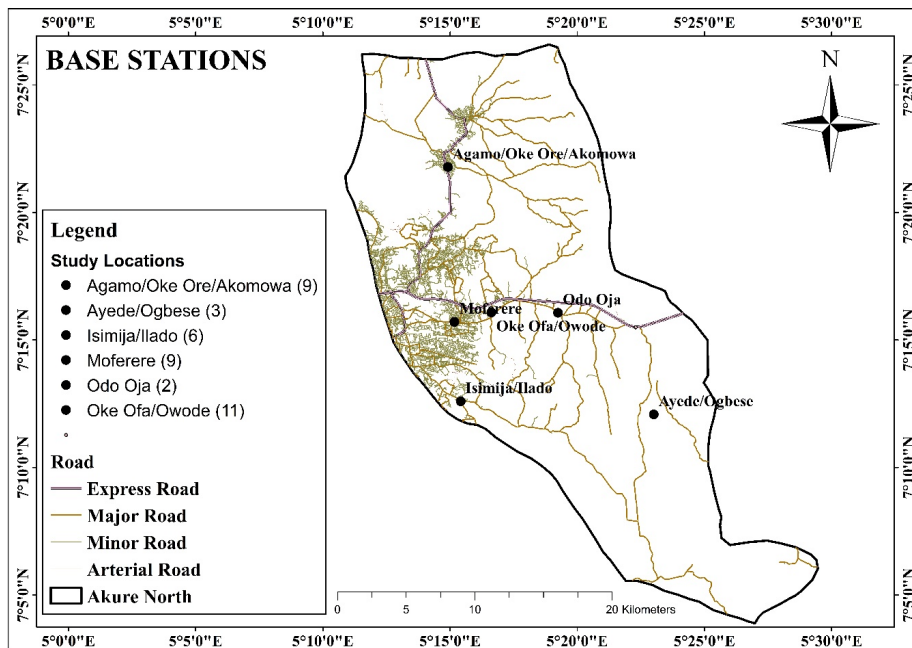 5°0'0"E 5°5'0"E 5°10'0"E 5°15'0"E 5°20'0"E 5°25'0"E 5°30'0"E
BASE STATIONS
N
7°25'0"N
7°20'0"N
7°15'0"N
7°10'0"N
7°5'0"N
Agamo/Oke Ore/Akomowa
Odo Oja
Moferere
Oke Ofa/Owode
Isimija/Ilado
Ayede/Ogbese
Legend
Study Locations
Agamo/Oke Ore/Akomowa (9)
Ayede/Ogbese (3)
Isimija/Ilado (6)
Moferere (9)
Odo Oja (2)
Oke Ofa/Owode (11)
Road
Express Road
Major Road
Minor Road
Arterial Road
Akure North
0 5 10 20 Kilometers
7°25'0"N
7°20'0"N
7°15'0"N
7°10'0"N
7°5'0"N
5°0'0"E 5°5'0"E 5°10'0"E 5°15'0"E 5°20'0"E 5°25'0"E 5°30'0"E